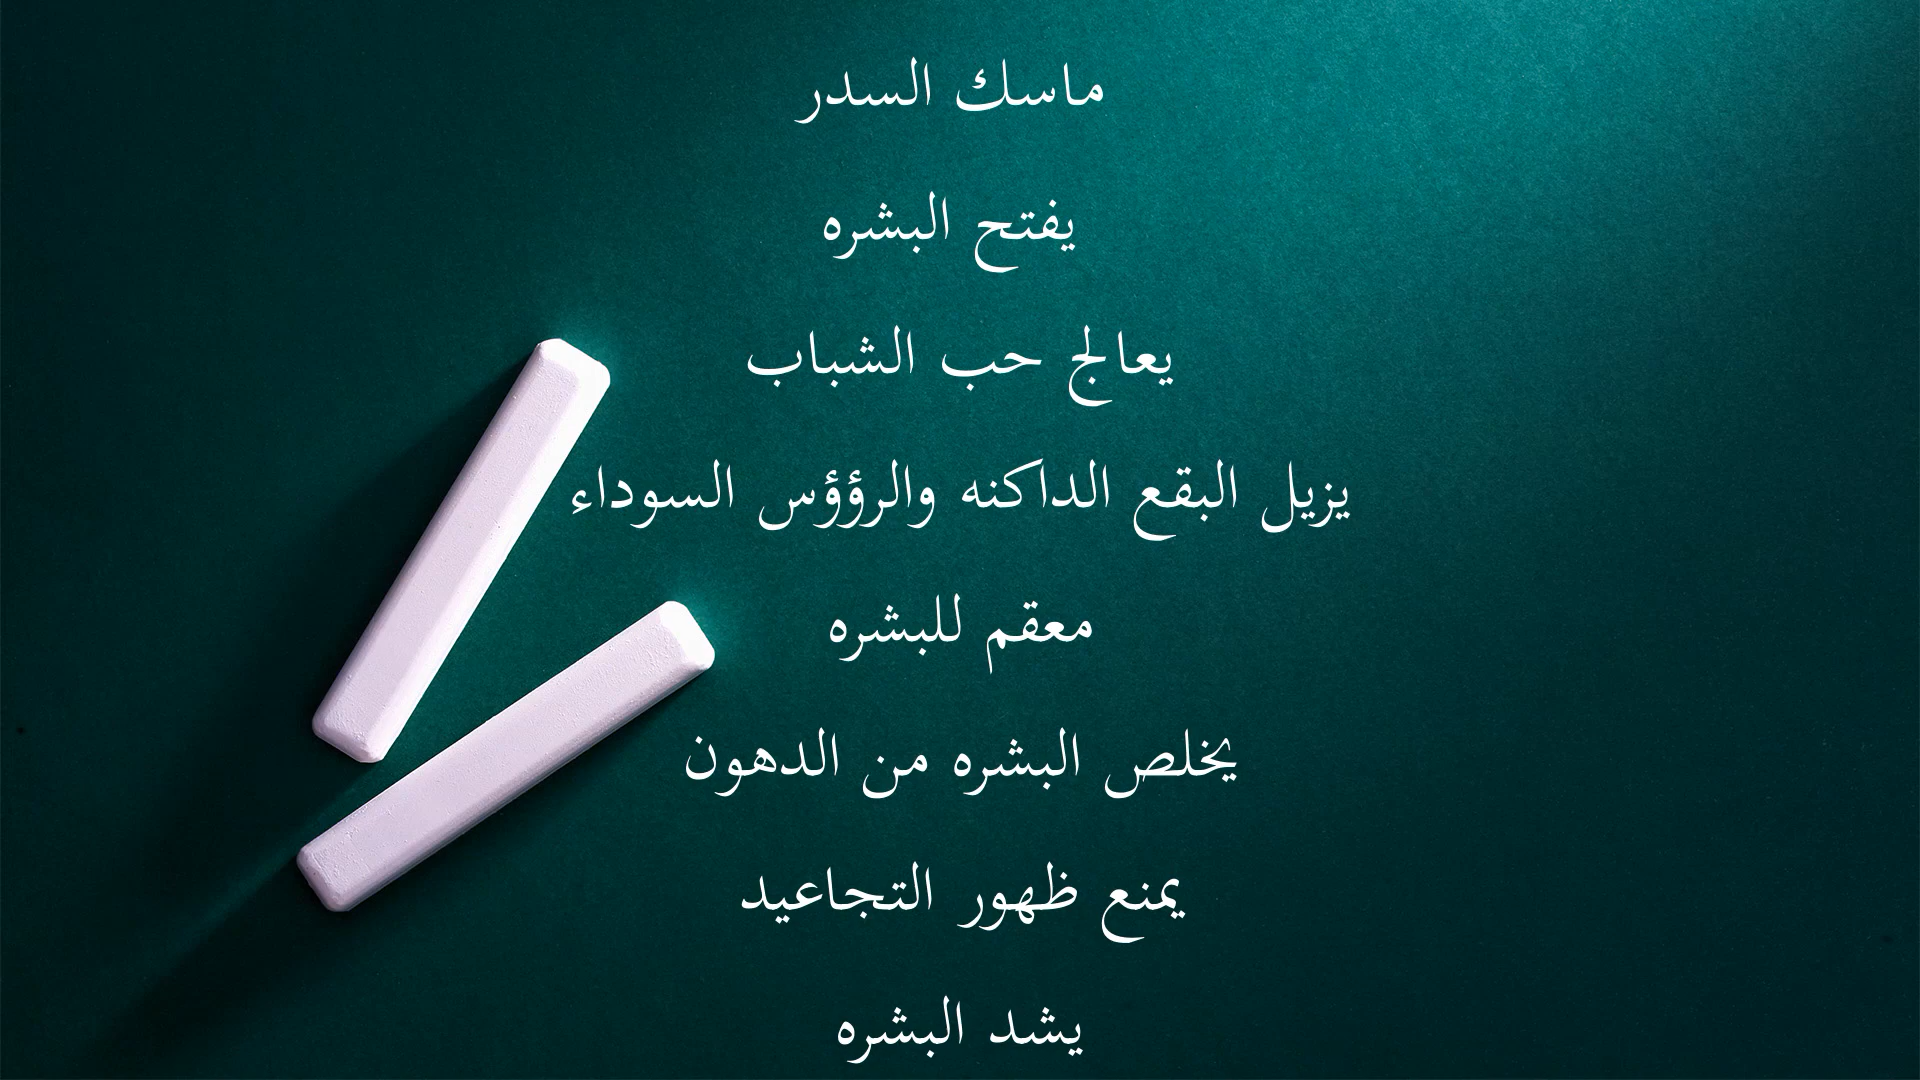 ماسك السدر
يفتح البشره
يعالج حب الشباب
يزيل البقع الداكنه والرؤؤس السوداء
معقم للبشره
يخلص البشره من الدهون
يمنع ظهور التجاعيد
يشد البشره